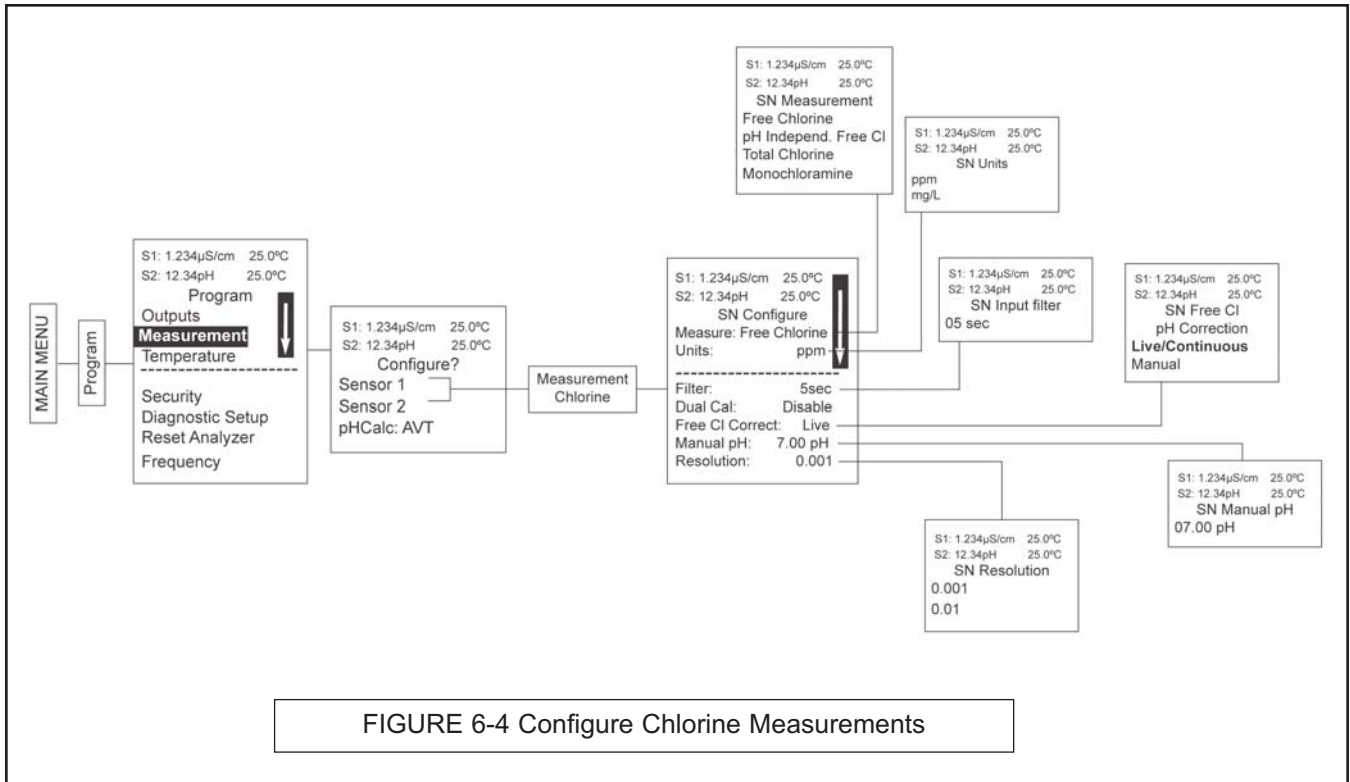 MAIN MENU
Program
S1: 1.234µS/cm 25.0ºC
S2: 12.34pH 25.0ºC
Program
Outputs
Measurement
Temperature
Security
Diagnostic Setup
Reset Analyzer
Frequency
S1: 1.234µS/cm 25.0ºC
S2: 12.34pH 25.0ºC
Configure?
Sensor 1
Sensor 2
pHCalc: AVT
Measurement
Chlorine
S1: 1.234µS/cm 25.0ºC
S2: 12.34pH 25.0ºC
SN Configure
Measure: Free Chlorine
Units: ppm
Filter: 5sec
Dual Cal: Disable
Free Cl Correct: Live
Manual pH: 7.00 pH
Resolution: 0.001
S1: 1.234µS/cm 25.0ºC
S2: 12.34pH 25.0ºC
SN Measurement
Free Chlorine
pH Independ. Free Cl
Total Chlorine
Monochloramine
S1: 1.234µS/cm 25.0ºC
S2: 12.34pH 25.0ºC
SN Units
ppm
mg/L
S1: 1.234µS/cm 25.0ºC
S2: 12.34pH 25.0ºC
SN Input filter
05 sec
S1: 1.234µS/cm 25.0ºC
S2: 12.34pH 25.0ºC
SN Free Cl
pH Correction
Live/Continuous
Manual
S1: 1.234µS/cm 25.0ºC
S2: 12.34pH 25.0ºC
SN Manual pH
07.00 pH
S1: 1.234µS/cm 25.0ºC
S2: 12.34pH 25.0ºC
SN Resolution
0.001
0.01
FIGURE 6-4 Configure Chlorine Measurements